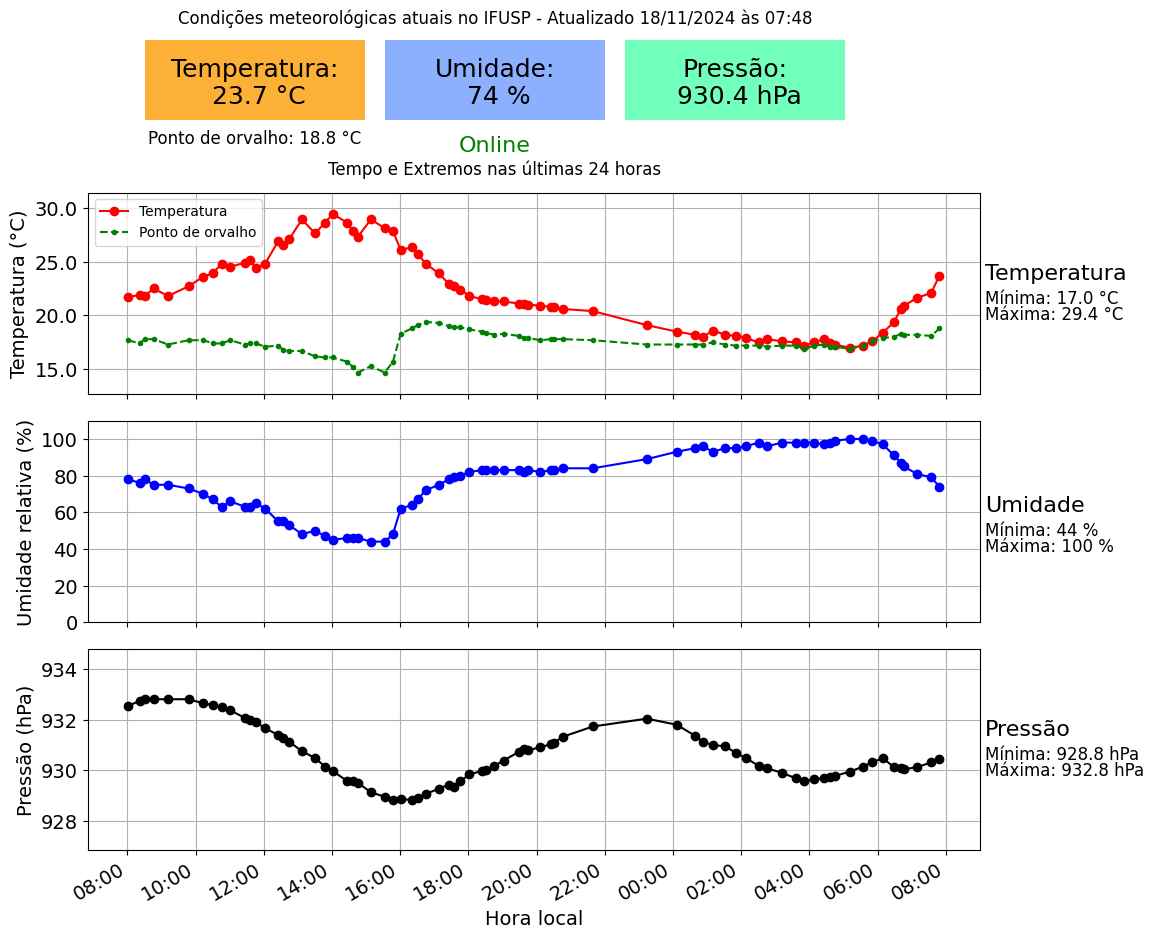 Condições meteorológicas atuais no IFUSP - Atualizado 18/11/2024 às 07:48
Temperatura:
23.7 °C
Umidade:
74 %
Pressão:
930.4 hPa
Ponto de orvalho: 18.8 °C
Online
Tempo e Extremos nas últimas 24 horas
Temperatura (°C)
30.0
25.0
20.0
15.0
Temperatura
Ponto de orvalho
Temperatura
Mínima: 17.0 °C
Máxima: 29.4 °C
Umidade relativa (%)
100
80
60
40
20
0
Umidade
Mínima: 44 %
Máxima: 100 %
Pressão (hPa)
934
932
930
928
Pressão
Mínima: 928.8 hPa
Máxima: 932.8 hPa
08:00 10:00 12:00 14:00 16:00 18:00 20:00 22:00 00:00 02:00 04:00 06:00 08:00
Hora local